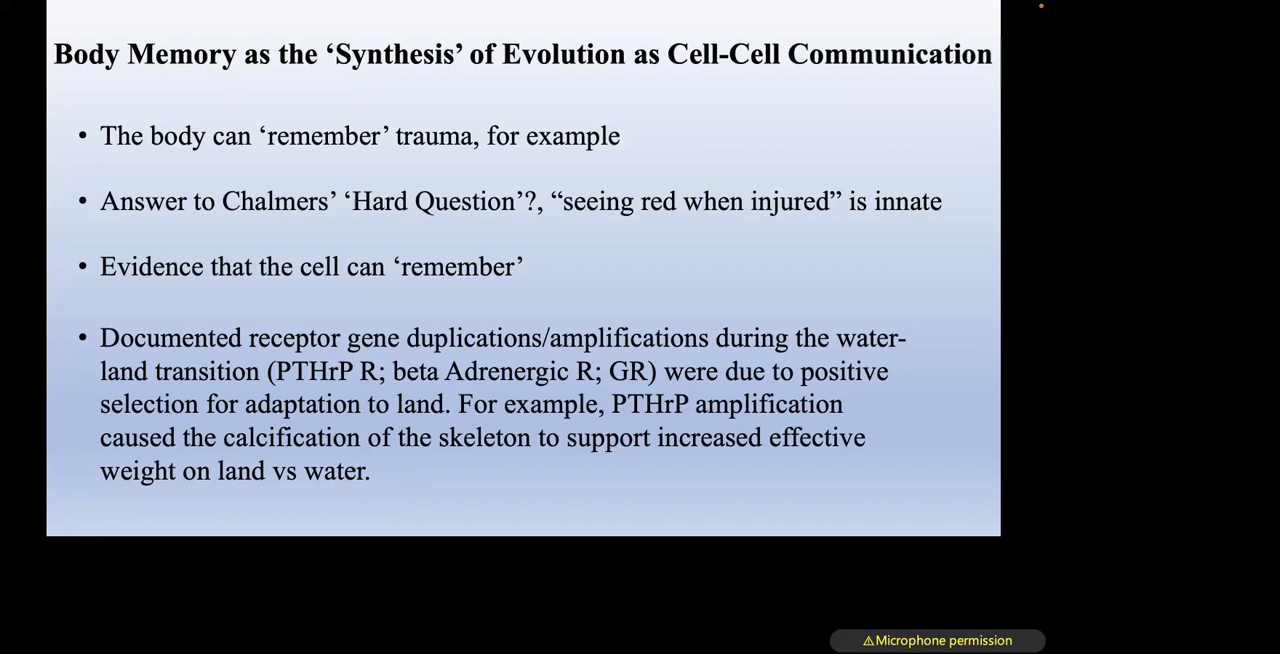 Body Memory as the ‘Synthesis’ of Evolution as Cell-Cell Communication
• The body can ‘remember’ trauma, for example
• Answer to Chalmers’ ‘Hard Question’?, “seeing red when injured” is innate
• Evidence that the cell can ‘remember’
• Documented receptor gene duplications/amplifications during the water-
land transition (PTHrP R; beta Adrenergic R; GR) were due to positive
selection for adaptation to land. For example, PTHrP amplification
caused the calcification of the skeleton to support increased effective
weight on land vs water.
⚠Microphone permission